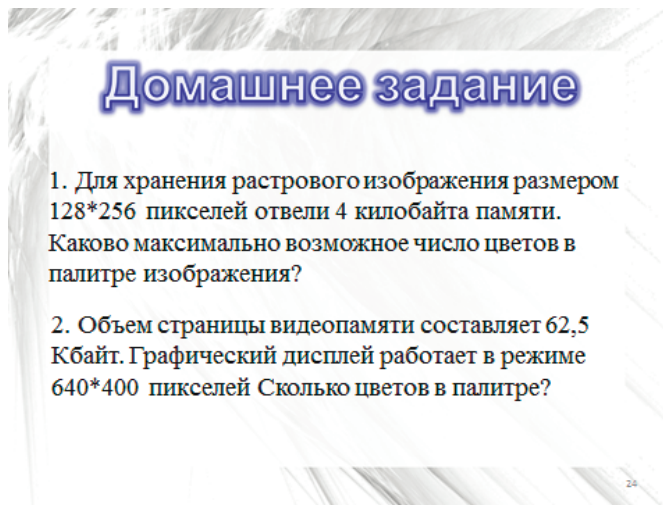 Домашнее задание
1. Для хранения растрового изображения размером
128*256 пикселей отвели 4 килобайта памяти.
Каково максимально возможное число цветов в
палитре изображения?
2. Объем страницы видеопамяти составляет 62,5
Кбайт. Графический дисплей работает в режиме
640*400 пикселей Сколько цветов в палитре?
24